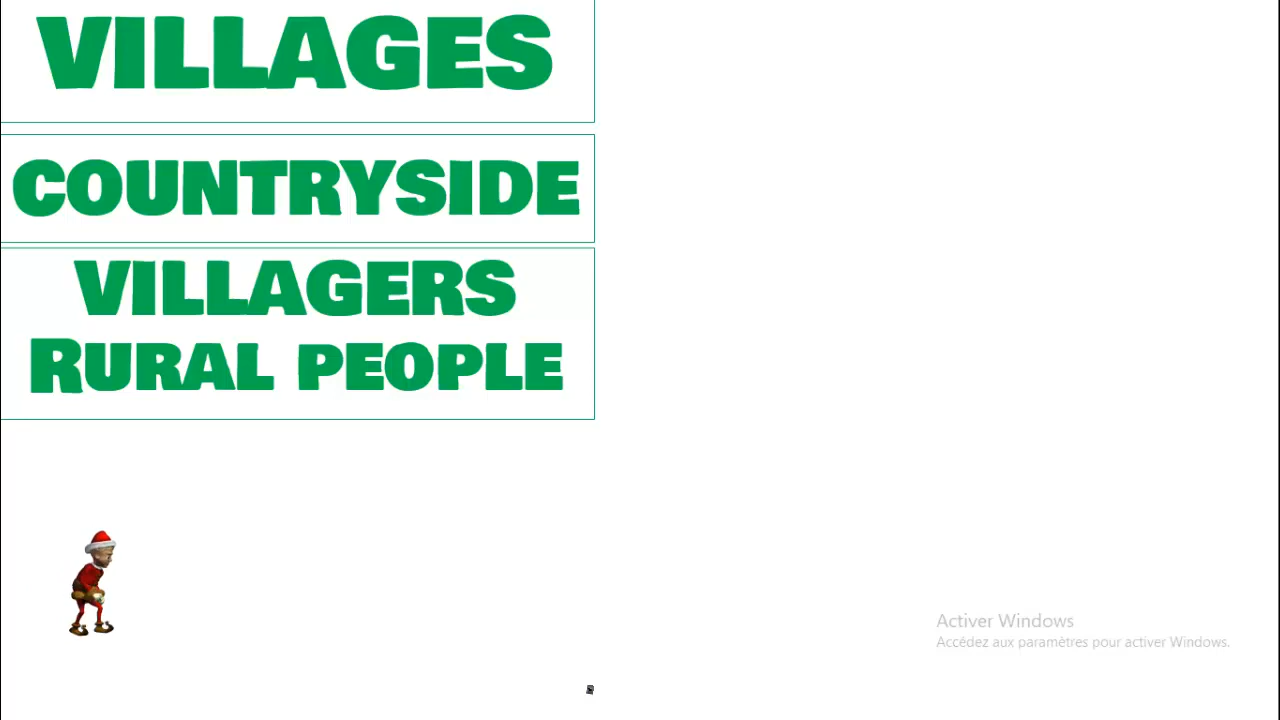 VILLAGES
COUNTRYSIDE
VILLAGERS
RURAL PEOPLE
Activer Windows
Accédez aux paramètres pour activer Windows.